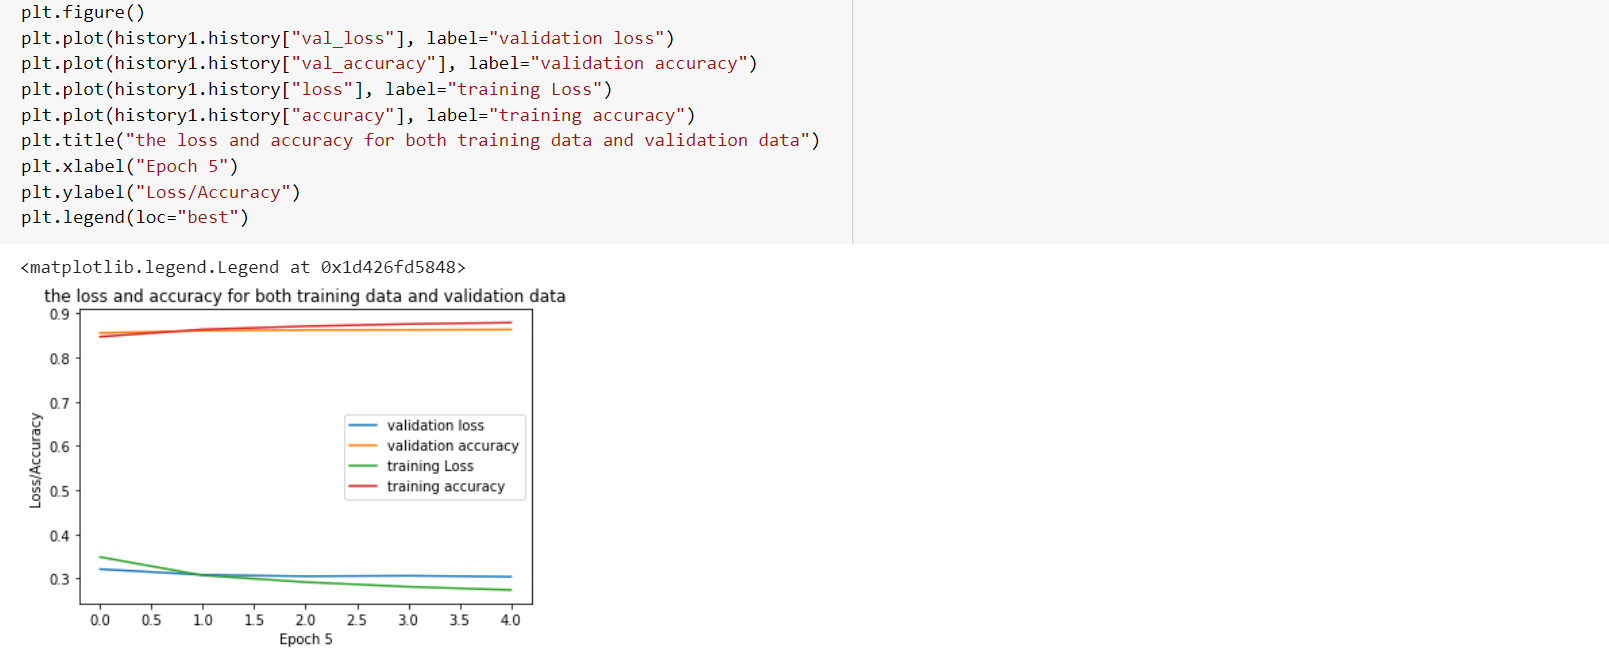 plt.figure()
plt.plot(history1.history["val_loss"], label="validation loss")
plt.plot(history1.history["val_accuracy"], label="validation accuracy")
plt.plot(history1.history["loss"], label="training Loss")
plt.plot(history1.history["accuracy"], label="training accuracy")
plt.title("the loss and accuracy for both training data and validation data")
plt.xlabel("Epoch 5")
plt.ylabel("Loss/Accuracy")
plt.legend(loc="best")
<matplotlib.legend.Legend at 0x1d426fd5848>
the loss and accuracy for both training data and validation data
0.9
0.8
0.7
0.6
0.5
0.4
0.3
Loss/Accuracy
validation loss
validation accuracy
training Loss
training accuracy
0.0 0.5 1.0 1.5 2.0 2.5 3.0 3.5 4.0
Epoch 5